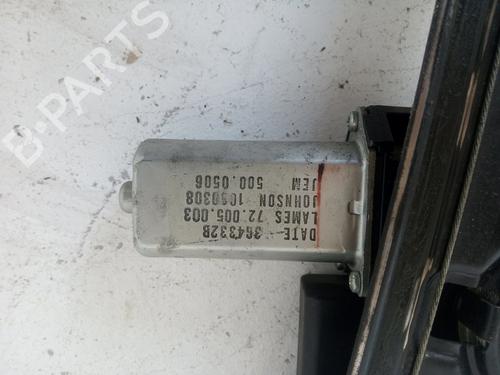 B-PARTS
DATE 364332B
LAMES 72.005.003
JOHNSON 1050308
JEM 500.0506